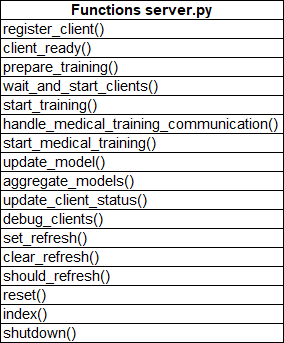 Functions server.py
register_client()
client_ready()
prepare_training()
wait_and_start_clients()
start_training()
handle_medical_training_communication()
start_medical_training()
update_model()
aggregate_models()
update_client_status()
debug_clients()
set_refresh()
clear_refresh()
should_refresh()
reset()
index()
shutdown()